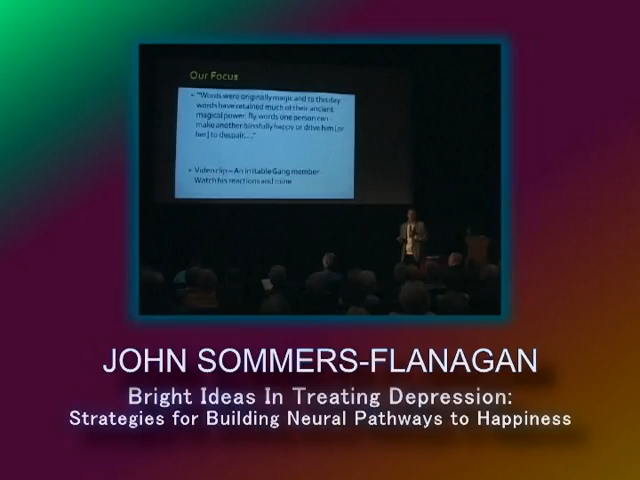 Our Focus
• "Words were originally magic and to this day
words have retained much of their ancient
magical power. By words one person can
make another blissfully happy or drive him [or
her] to despair...."
• Video clip – An irritable Gang member
Watch his reactions and mine
JOHN SOMMERS-FLANAGAN
Bright Ideas In Treating Depression:
Strategies for Building Neural Pathways to Happiness